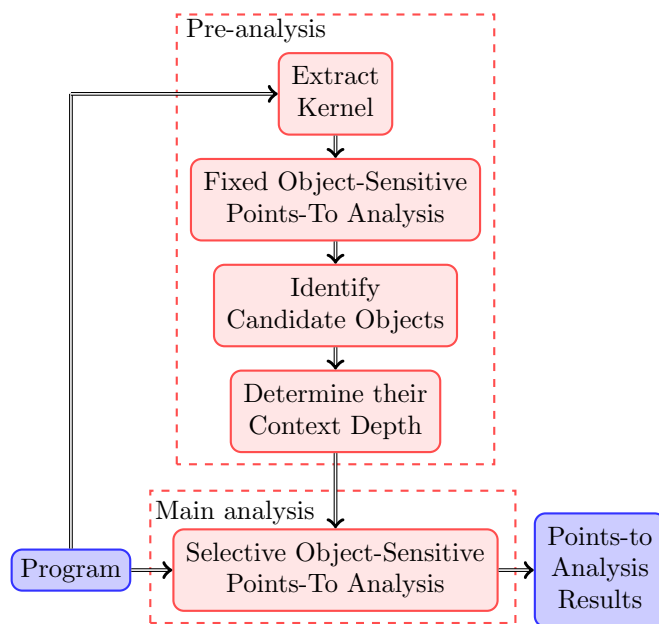 Pre-analysis
Extract
Kernel
Fixed Object-Sensitive
Points-To Analysis
Identify
Candidate Objects
Determine their
Context Depth
Main analysis
Program
Selective Object-Sensitive
Points-To Analysis
Points-to
Analysis
Results